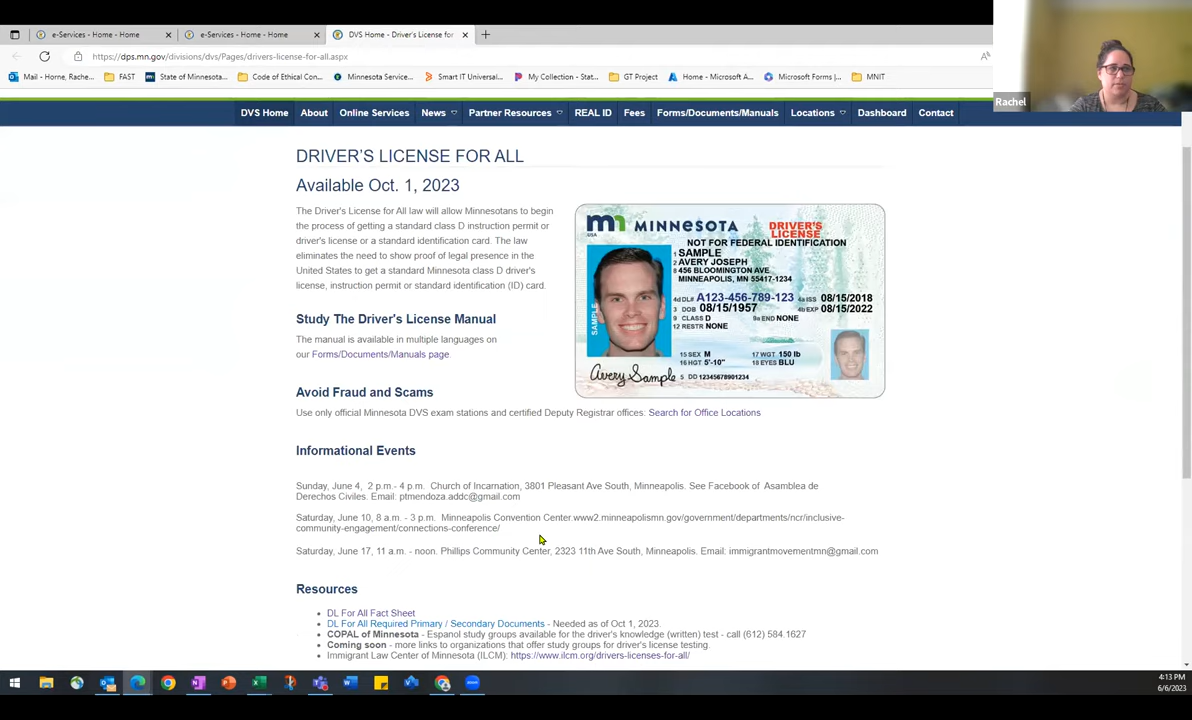 e-Services - Home - Home
e-Services - Home - Home
DVS Home - Driver's License for
https://dps.mn.gov/divisions/dvs/Pages/drivers-license-for-all.aspx
Mail - Horne, Rache...
FAST
State of Minnesota...
Code of Ethical Con...
Minnesota Service...
Smart IT Universal...
My Collection - Stat...
GT Project
Home - Microsoft A...
Microsoft Forms |...
MNIT
Rachel
DVS Home About Online Services News Partner Resources REAL ID Fees Forms/Documents/Manuals Locations Dashboard Contact
DRIVER'S LICENSE FOR ALL
Available Oct. 1, 2023
The Driver's License for All law will allow Minnesotans to begin
the process of getting a standard class D instruction permit or
driver's license or a standard identification card. The law
eliminates the need to show proof of legal presence in the
United States to get a standard Minnesota class D driver's
license, instruction permit or standard identification (ID) card.
mn MINNESOTA
USA
DRIVER'S
LICENSE
NOT FOR FEDERAL IDENTIFICATION
1 SAMPLE
2 AVERY JOSEPH
8 456 BLOOMINGTON AVE
MINNEAPOLIS, MN 55417-1234
4d DL# A123-456-789-123 4a ISS 08/15/2018
3 DOB 08/15/1957 4b EXP 08/15/2022
9 CLASS D 9a END NONE
12 RESTR NONE
SAMPLE
15 SEX M 17 WGT 150 lb
16 HGT 5'-10" 18 EYES BLU
Avery Sample 5 DD 12345678901234
Study The Driver's License Manual
The manual is available in multiple languages on
our Forms/Documents/Manuals page.
Avoid Fraud and Scams
Use only official Minnesota DVS exam stations and certified Deputy Registrar offices: Search for Office Locations
Informational Events
Sunday, June 4, 2 p.m.- 4 p.m. Church of Incarnation, 3801 Pleasant Ave South, Minneapolis. See Facebook of Asamblea de
Derechos Civiles. Email: ptmendoza.addc@gmail.com
Saturday, June 10, 8 a.m. - 3 p.m. Minneapolis Convention Center.www2.minneapolismn.gov/government/departments/ncr/inclusive-
community-engagement/connections-conference/
Saturday, June 17, 11 a.m. - noon. Phillips Community Center, 2323 11th Ave South, Minneapolis. Email: immigrantmovementmn@gmail.com
Resources
DL For All Fact Sheet
DL For All Required Primary / Secondary Documents - Needed as of Oct 1, 2023.
COPAL of Minnesota - Espanol study groups available for the driver's knowledge (written) test - call (612) 584.1627
Coming soon - more links to organizations that offer study groups for driver's license testing.
Immigrant Law Center of Minnesota (ILCM): https://www.ilcm.org/drivers-licenses-for-all/
4:13 PM
6/6/2023